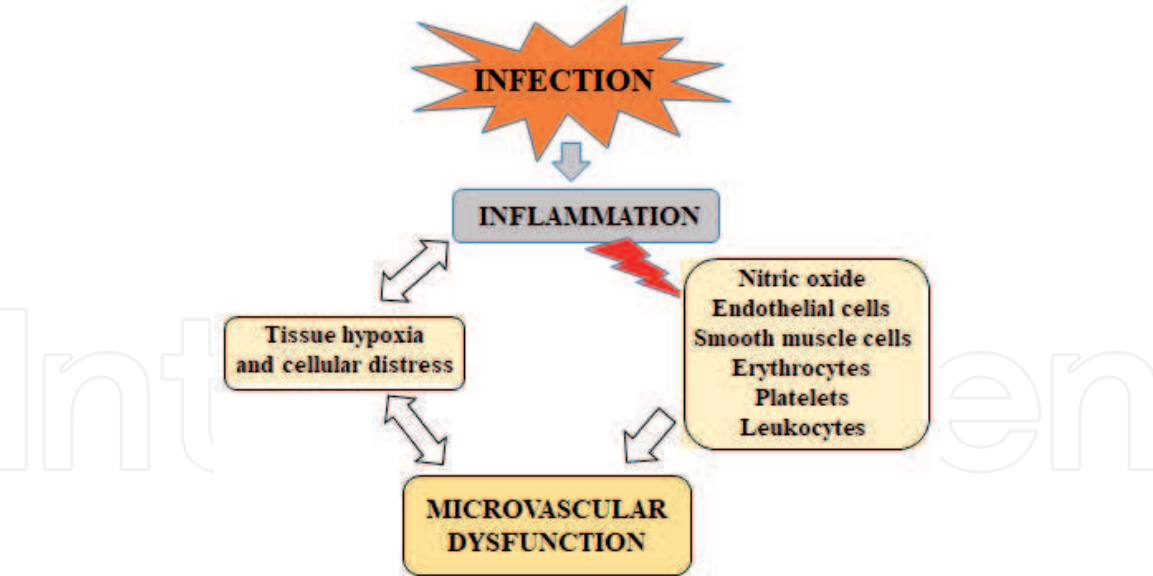 INFECTION
INFLAMMATION
Nitric oxide
Endothelial cells
Smooth muscle cells
Erythrocytes
Platelets
Leukocytes
Tissue hypoxia
and cellular distress
MICROVASCULAR
DYSFUNCTION